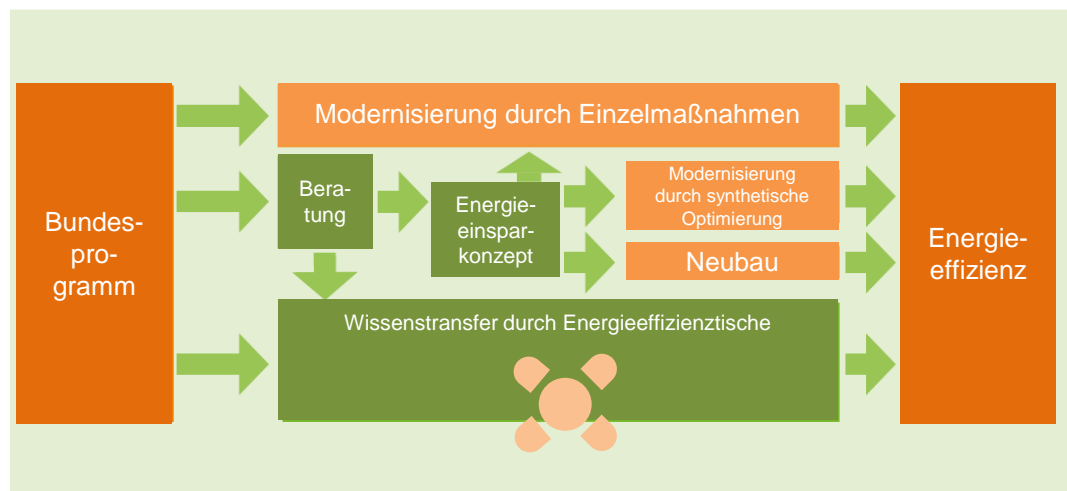 Bundes-
pro-
gramm
Modernisierung durch Einzelmaßnahmen
Bera-
tung
Energie-
einspar-
konzept
Modernisierung
durch synthetische
Optimierung
Neubau
Wissenstransfer durch Energieeffizienztische
Energie-
effizienz